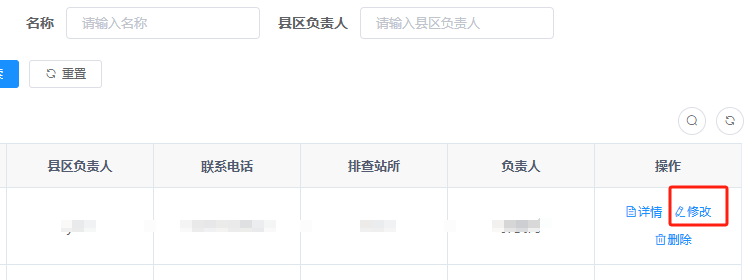 名称 请输入名称 县区负责人 请输入县区负责人
重置
县区负责人 联系电话 排查站所 负责人 操作
详情 修改
删除